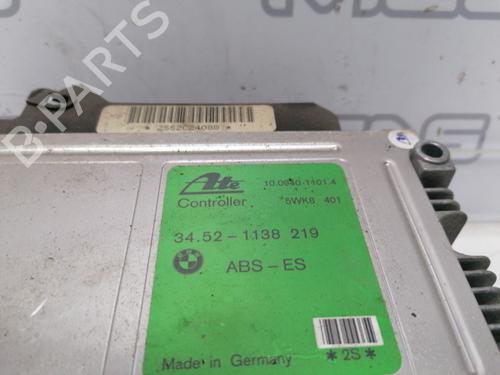 * 2552C24088 *
Ate
10.0940-1101.4
Controller
5WK8 401
34.52-1138 219
ABS-ES
Made in Germany
*2S*
B-PARTS